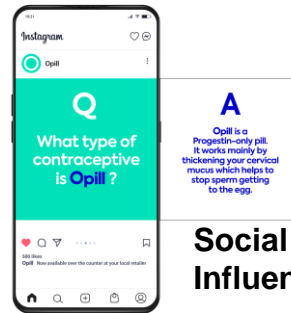 19:21
Instagram
Opill
Q
What type of
contraceptive
is Opill ?
A
Opill is a
Progestin-only pill.
It works mainly by
thickening your cervical
mucus which helps to
stop sperm getting
to the egg.
580 likes
Opill Now available over the counter at your local retailer
Social
Influen